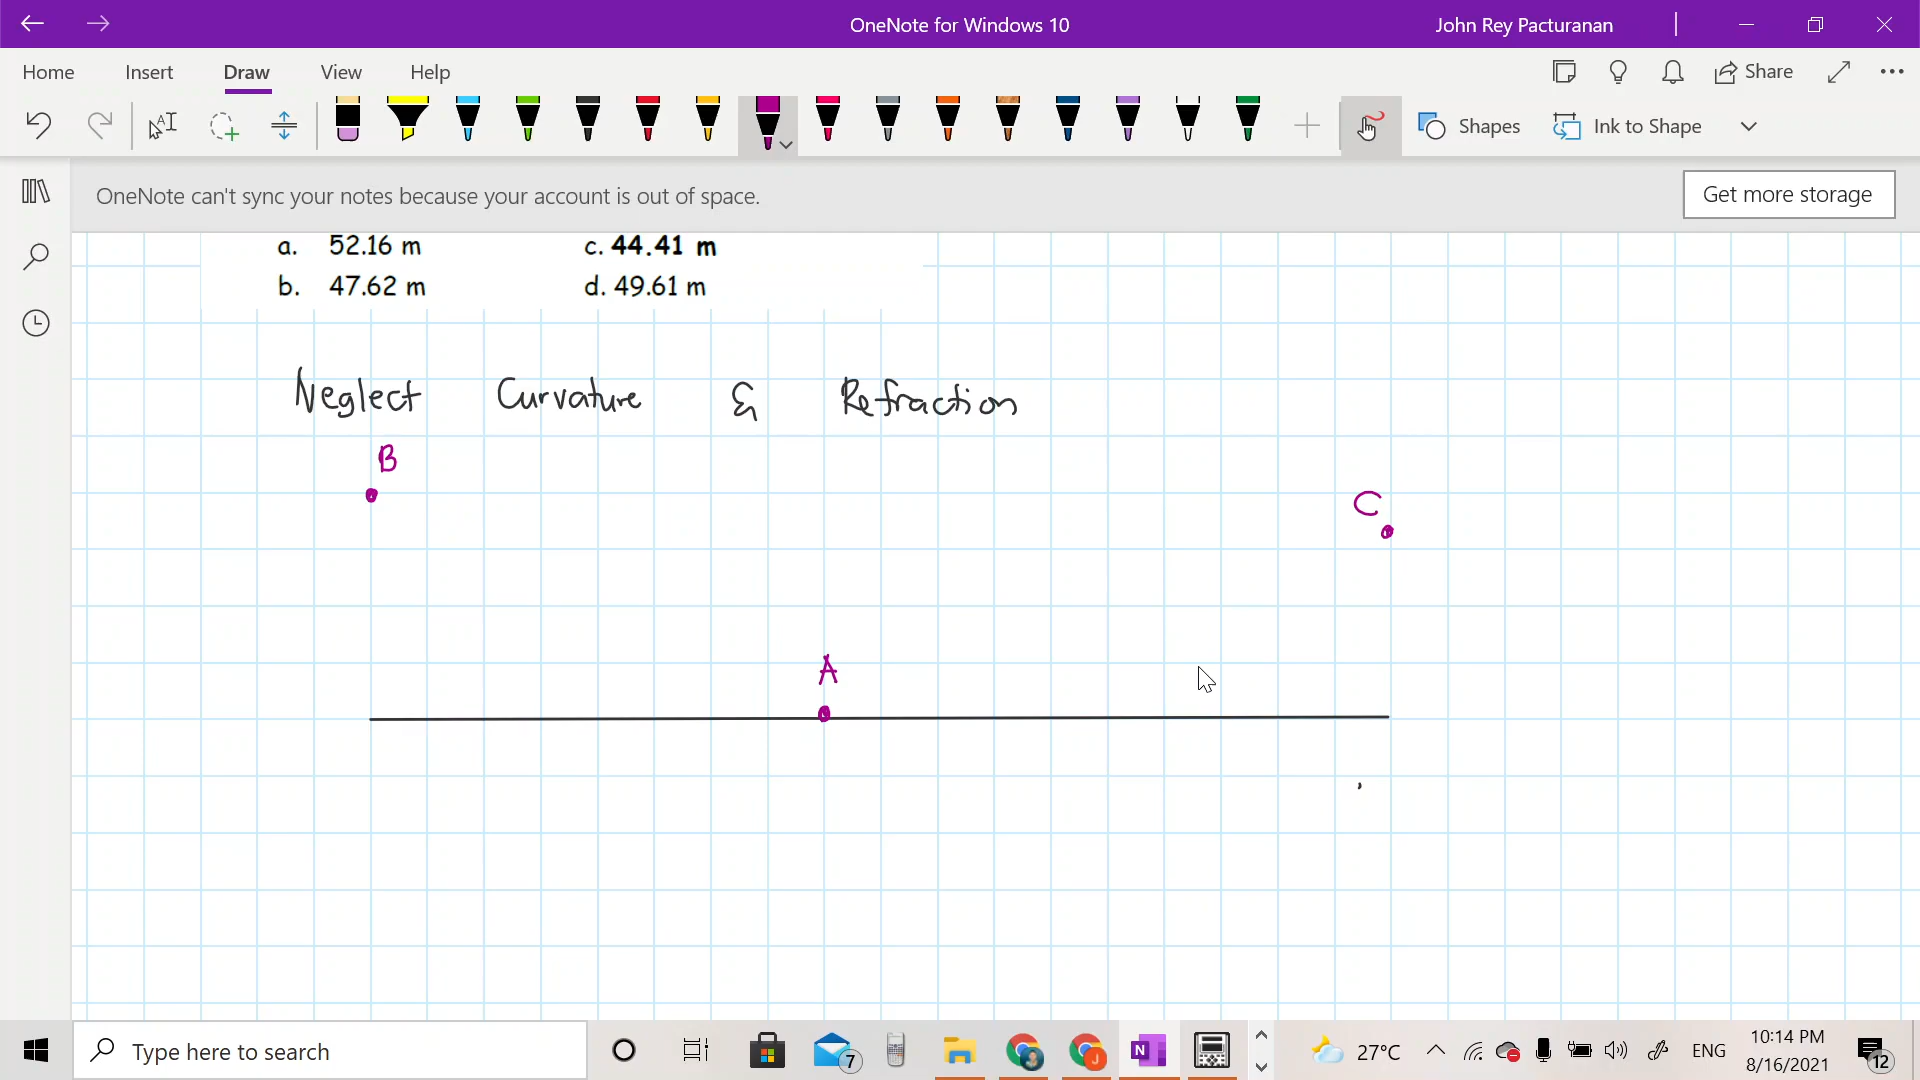 OneNote for Windows 10
John Rey Pacturanan
Home Insert Draw View Help
Share
Shapes
Ink to Shape
OneNote can't sync your notes because your account is out of space.
Get more storage
a. 52.16 m c. 44.41 m
b. 47.62 m d. 49.61 m
Neglect Curvature & Refraction
B
C
A
Type here to search
7
N
J
27°C
ENG
10:14 PM
8/16/2021
12